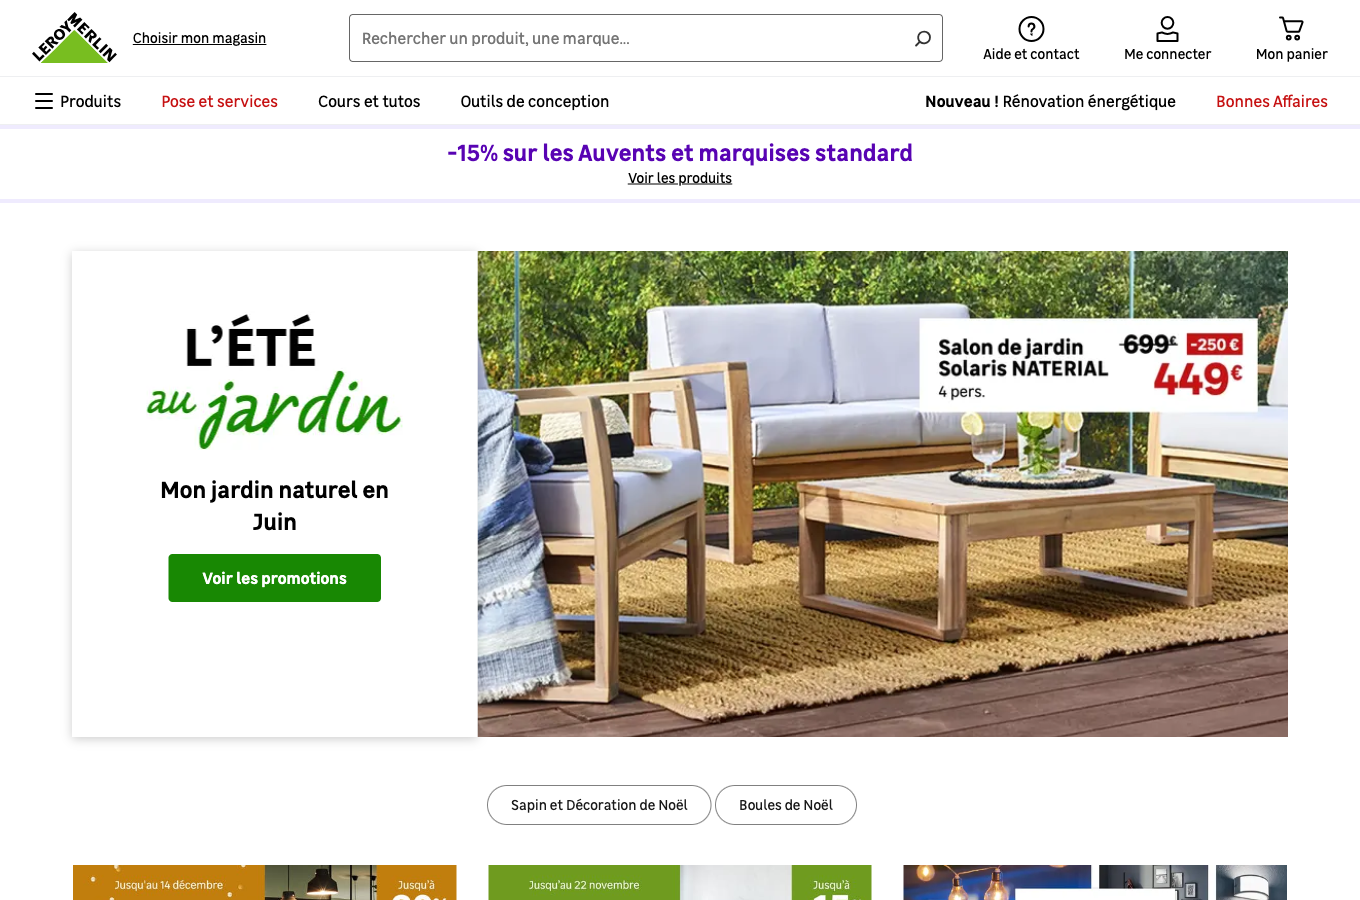 LEROY MERLIN
Choisir mon magasin
Rechercher un produit, une marque...
Aide et contact
Me connecter
Mon panier
Produits
Pose et services
Cours et tutos
Outils de conception
Nouveau ! Rénovation énergétique
Bonnes Affaires
-15% sur les Auvents et marquises standard
Voir les produits
L'ÉTÉ
au jardin
Mon jardin naturel en
Juin
Voir les promotions
Salon de jardin
Solaris NATERIAL
4 pers.
699€
-250 €
449€
Sapin et Décoration de Noël
Boules de Noël
Jusqu'au 14 décembre
Jusqu'à
Jusqu'au 22 novembre
Jusqu'à